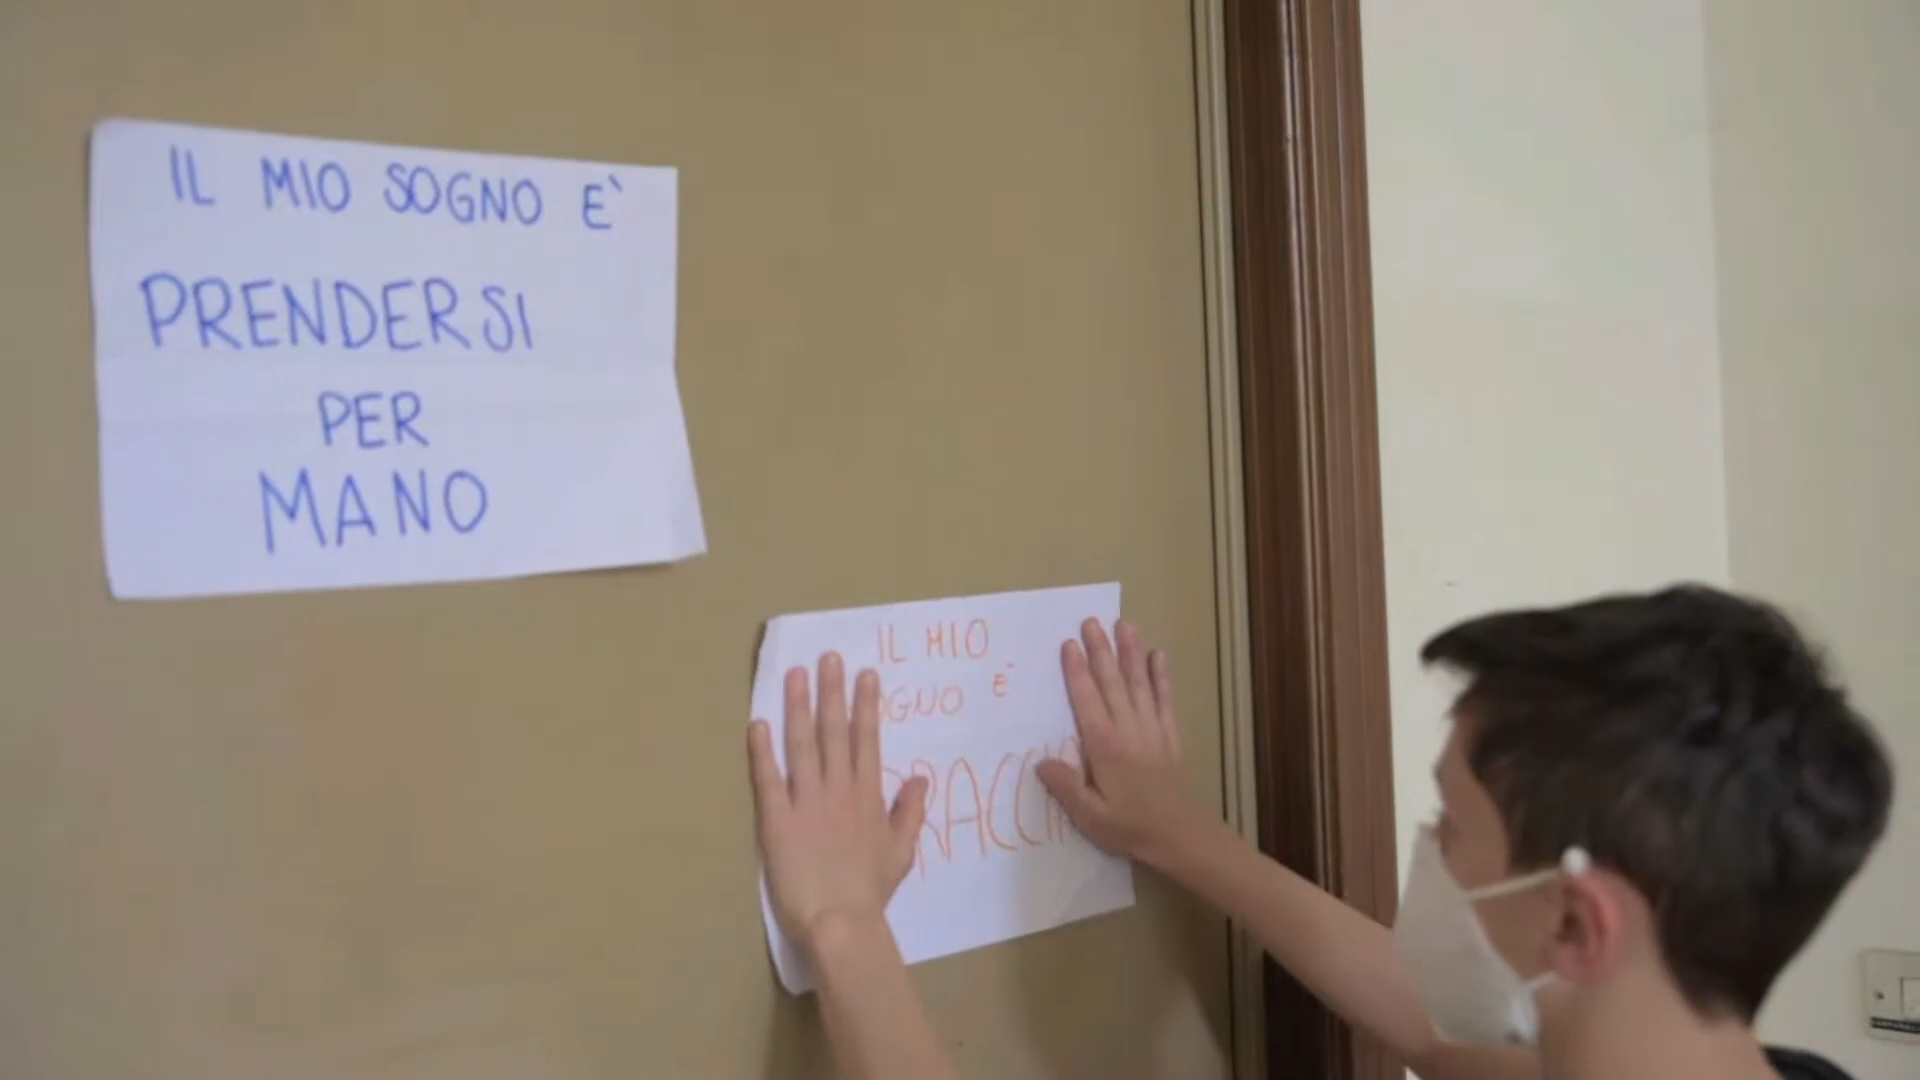 IL MIO SOGNO E`
PRENDERSI
PER
MANO
IL MIO
E`